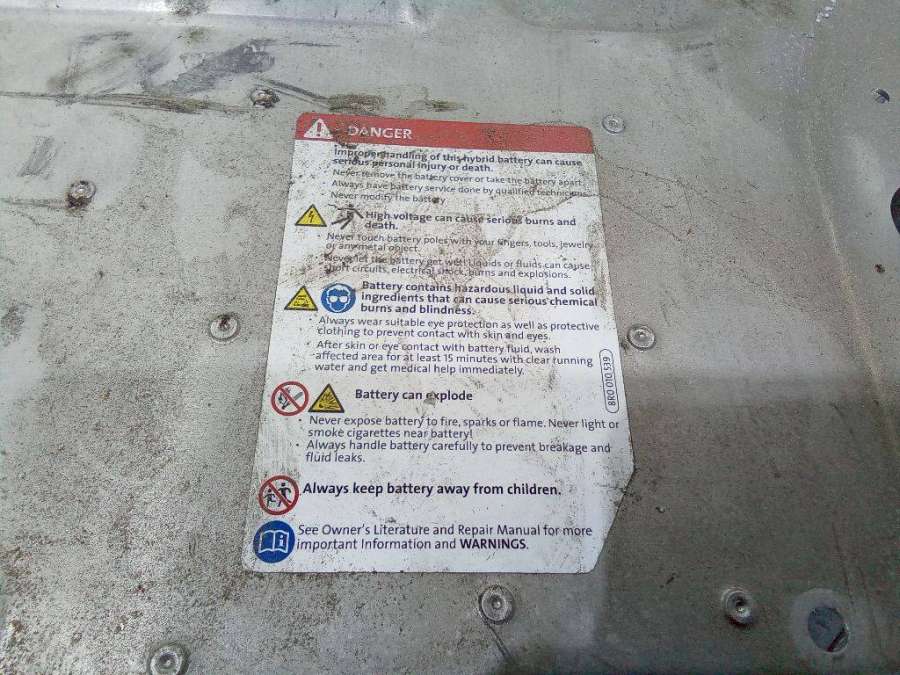 DANGER
Improper handling of this hybrid battery can cause
serious personal injury or death.
Never remove the battery cover or take the battery apart.
Always have battery service done by qualified technicians.
Never modify the battery
High voltage can cause serious burns and
death.
· Never touch battery poles with your fingers, tools, jewelry
or any metal object.
· Never let the battery get wet! Liquids or fluids can cause
short circuits, electrical shock, burns and explosions.
Battery contains hazardous liquid and solid
ingredients that can cause serious chemical
burns and blindness.
· Always wear suitable eye protection as well as protective
clothing to prevent contact with skin and eyes.
· After skin or eye contact with battery fluid, wash
affected area for at least 15 minutes with clear running
water and get medical help immediately.
8R0 010 539
Battery can explode
· Never expose battery to fire, sparks or flame. Never light or
smoke cigarettes near battery!
· Always handle battery carefully to prevent breakage and
fluid leaks.
Always keep battery away from children.
See Owner's Literature and Repair Manual for more
important Information and WARNINGS.